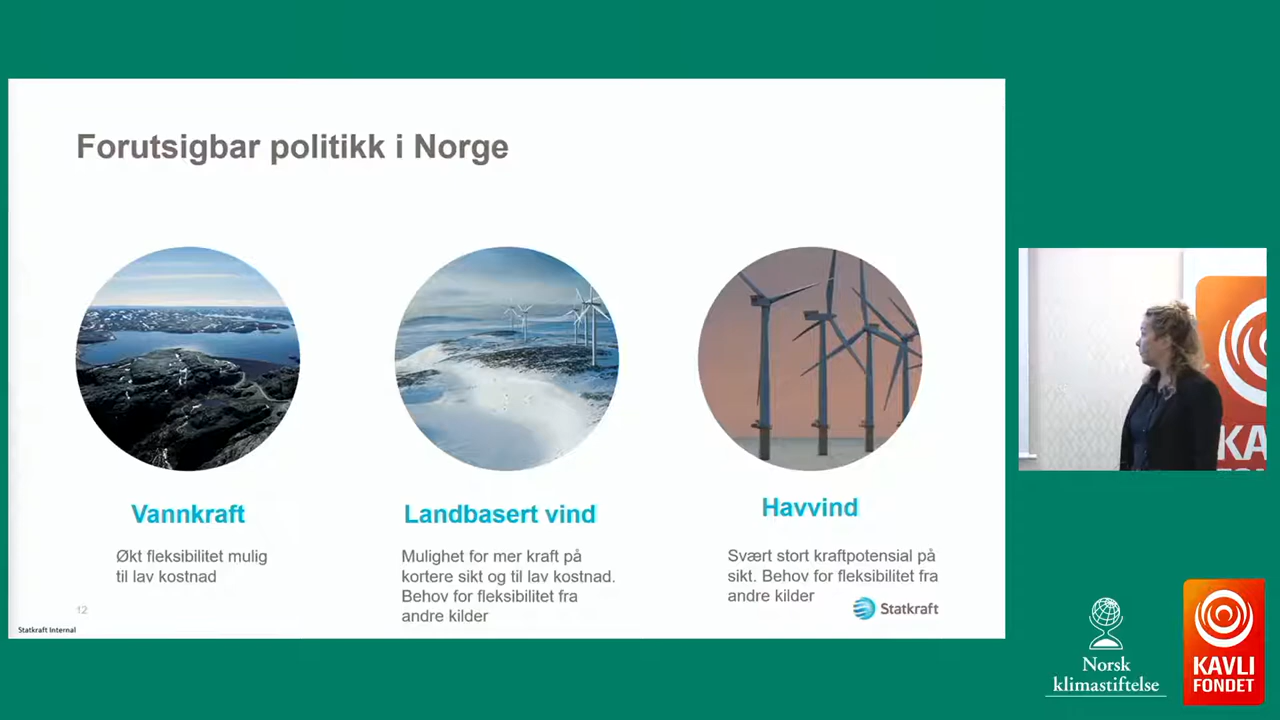 Forutsigbar politikk i Norge
Vannkraft
Økt fleksibilitet mulig
til lav kostnad
Landbasert vind
Mulighet for mer kraft på
kortere sikt og til lav kostnad.
Behov for fleksibilitet fra
andre kilder
Havvind
Svært stort kraftpotensial på
sikt. Behov for fleksibilitet fra
andre kilder
12
Statkraft Internal
Statkraft
KAV
FOND
Norsk
klimastiftelse
KAVLI
FONDET